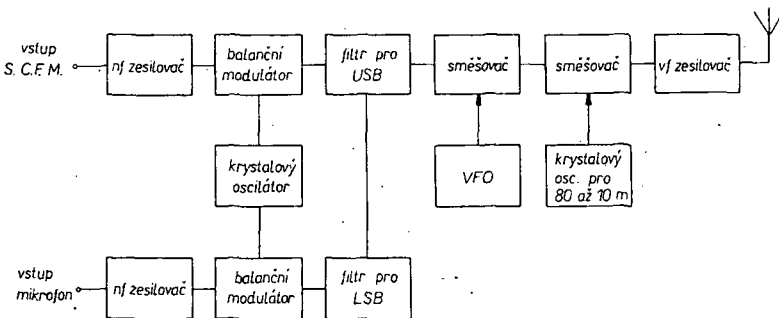 vstup
S. C.F. M.
nf zesilovač
balanční
modulátor
filtr pro
USB
směšovač
směšovač
vf zesilovač
krystalový
oscilátor
VFO
krystalový
osc. pro
80 až 10 m
vstup
mikrofon
nf zesilovač
balanční
modulátor
filtr pro
LSB